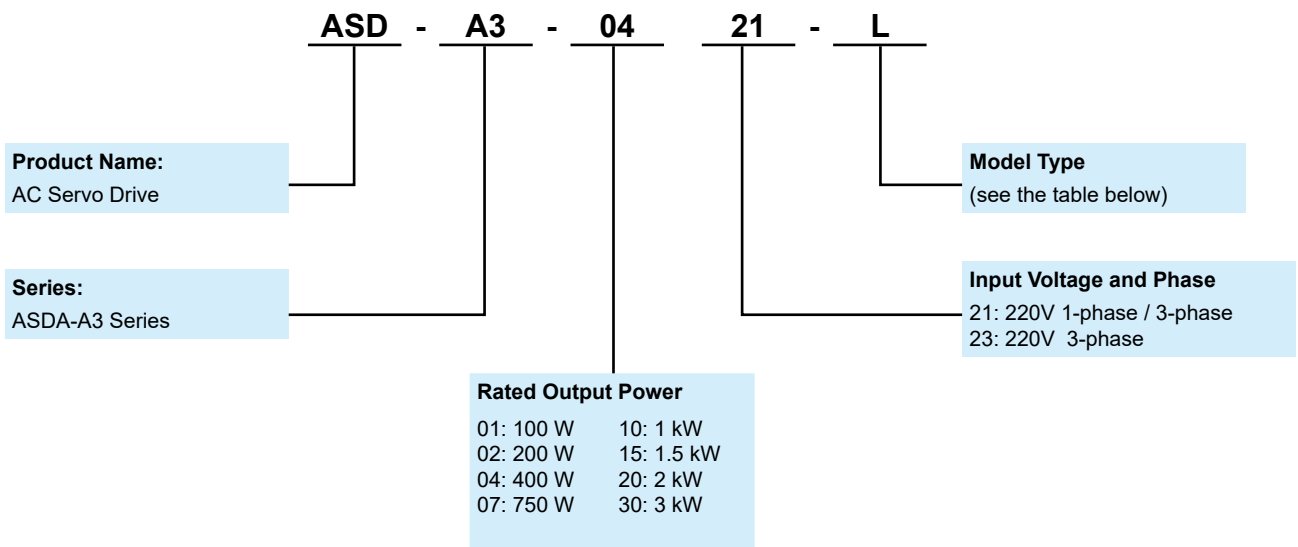 ASD - A3 - 04 21 - L
Product Name:
AC Servo Drive
Model Type
(see the table below)
Series:
ASDA-A3 Series
Input Voltage and Phase
21: 220V 1-phase / 3-phase
23: 220V 3-phase
Rated Output Power
01: 100 W 10: 1 kW
02: 200 W 15: 1.5 kW
04: 400 W 20: 2 kW
07: 750 W 30: 3 kW